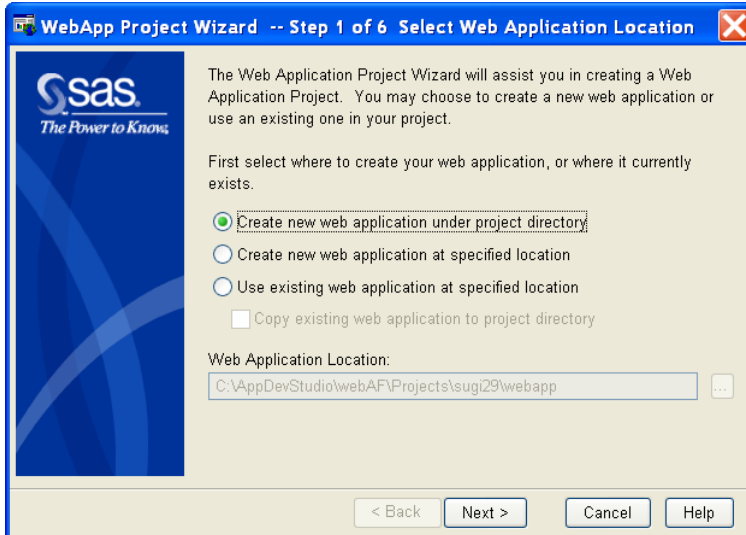 WebApp Project Wizard -- Step 1 of 6 Select Web Application Location
sas.
The Power to Know.
The Web Application Project Wizard will assist you in creating a Web
Application Project. You may choose to create a new web application or
use an existing one in your project.
First select where to create your web application, or where it currently
exists.
Create new web application under project directory
Create new web application at specified location
Use existing web application at specified location
Copy existing web application to project directory
Web Application Location:
C:\AppDevStudio\webAF\Projects\sugi29\webapp
...
< Back Next > Cancel Help